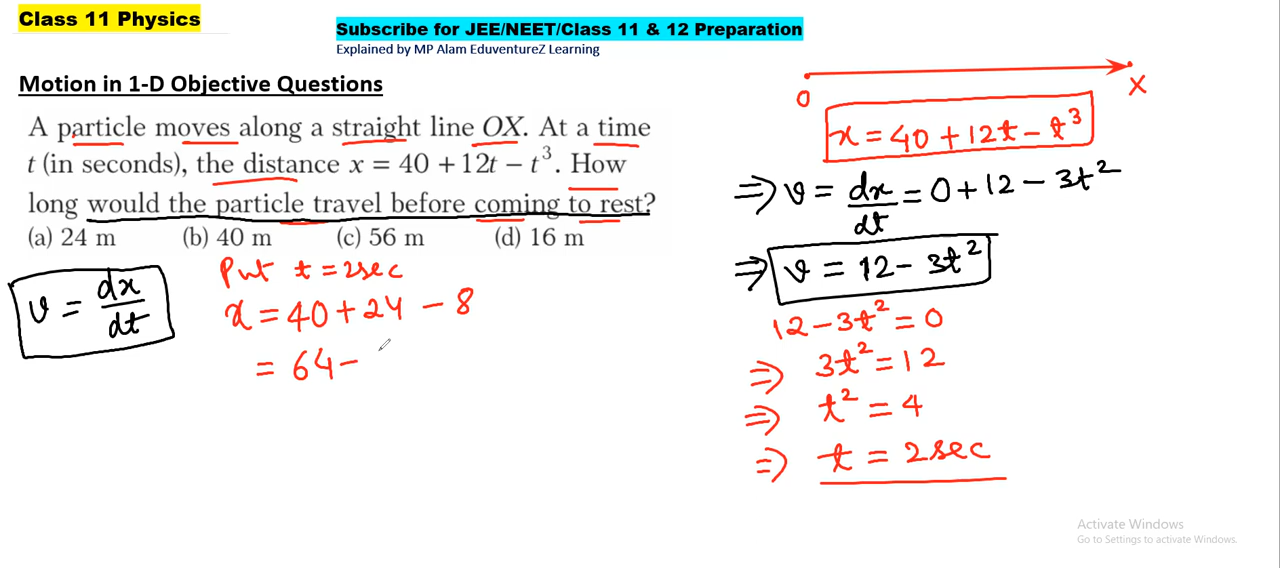 Class 11 Physics
Subscribe for JEE/NEET/Class 11 & 12 Preparation
Explained by MP Alam EduventureZ Learning
Motion in 1-D Objective Questions
A particle moves along a straight line OX. At a time
t (in seconds), the distance x = 40 + 12t − t³. How
long would the particle travel before coming to rest?
(a) 24 m (b) 40 m (c) 56 m (d) 16 m
v = dx/dt
Put t = 2sec
x = 40 + 24 − 8
= 64 −
O X
x = 40 + 12t − t³
⇒ v = dx/dt = 0 + 12 − 3t²
⇒ v = 12 − 3t²
12 − 3t² = 0
⇒ 3t² = 12
⇒ t² = 4
⇒ t = 2sec
Activate Windows
Go to Settings to activate Windows.